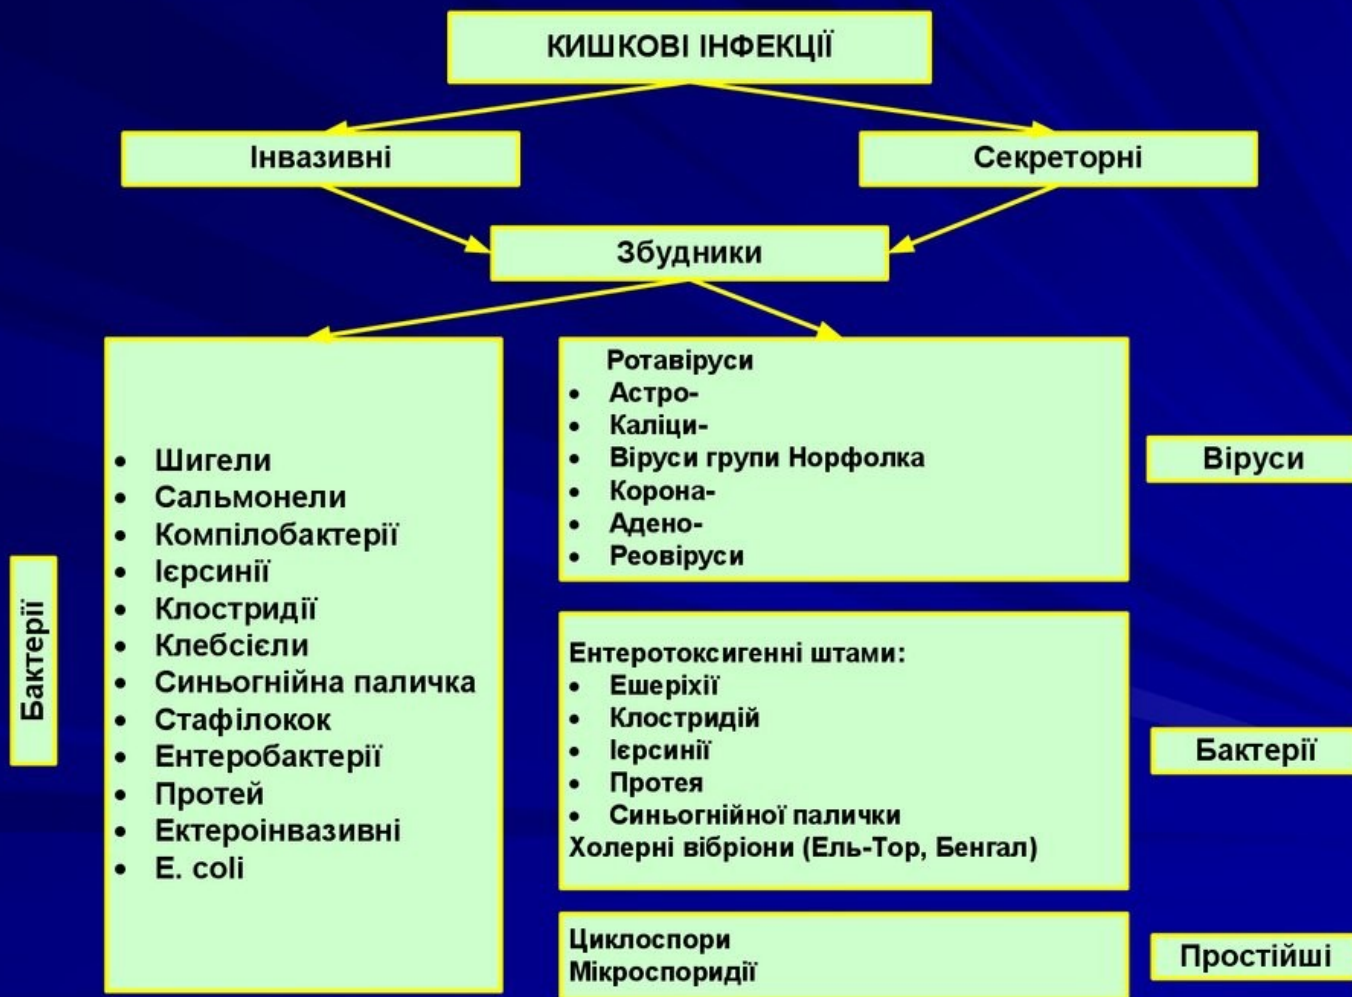 КИШКОВІ ІНФЕКЦІЇ
Інвазивні
Секреторні
Збудники
Бактерії
• Шигели
• Сальмонели
• Компілобактерії
• Ієрсинії
• Клостридії
• Клебсієли
• Синьогнійна паличка
• Стафілокок
• Ентеробактерії
• Протей
• Ектероінвазивні
• E. coli
Ротавіруси
• Астро-
• Каліци-
• Віруси групи Норфолка
• Корона-
• Адено-
• Реовіруси
Віруси
Ентеротоксигенні штами:
• Ешеріхії
• Клостридій
• Ієрсинії
• Протея
• Синьогнійної палички
Холерні вібріони (Ель-Тор, Бенгал)
Бактерії
Циклоспори
Мікроспоридії
Простійші